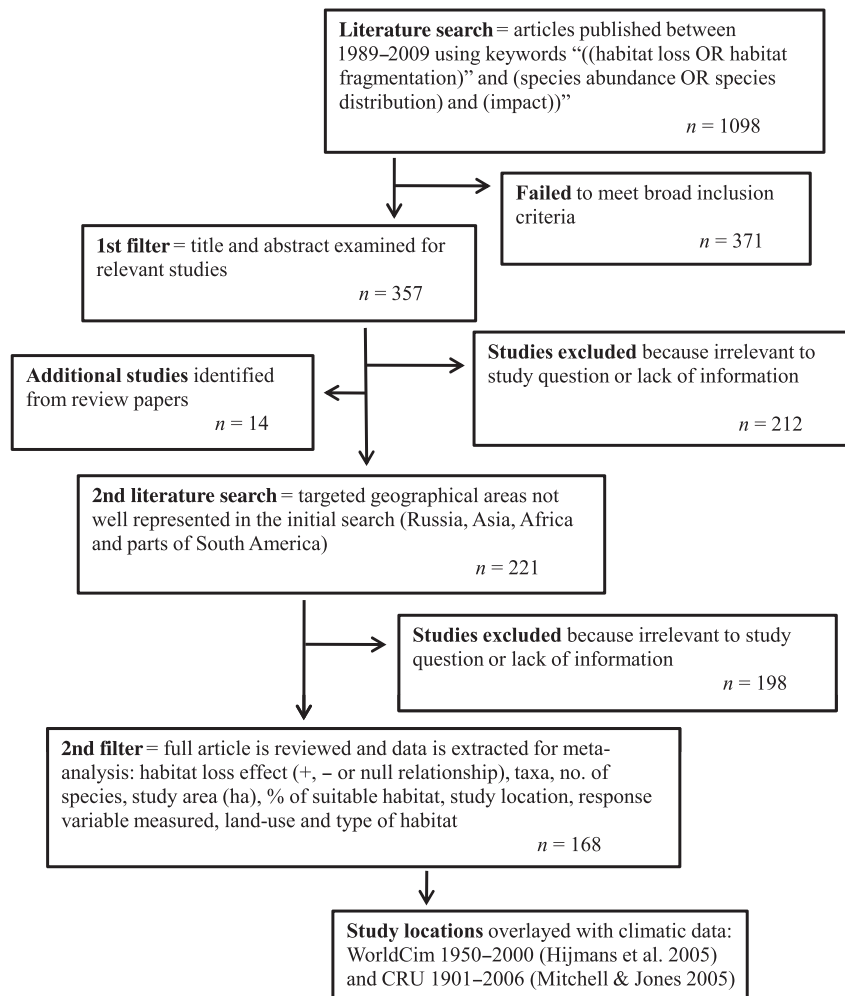 Literature search = articles published between
1989–2009 using keywords “((habitat loss OR habitat
fragmentation)” and (species abundance OR species
distribution) and (impact))”
n = 1098
Failed to meet broad inclusion
criteria
n = 371
1st filter = title and abstract examined for
relevant studies
n = 357
Studies excluded because irrelevant to
study question or lack of information
n = 212
Additional studies identified
from review papers
n = 14
2nd literature search = targeted geographical areas not
well represented in the initial search (Russia, Asia, Africa
and parts of South America)
n = 221
Studies excluded because irrelevant to study
question or lack of information
n = 198
2nd filter = full article is reviewed and data is extracted for meta-
analysis: habitat loss effect (+, – or null relationship), taxa, no. of
species, study area (ha), % of suitable habitat, study location, response
variable measured, land-use and type of habitat
n = 168
Study locations overlayed with climatic data:
WorldCim 1950–2000 (Hijmans et al. 2005)
and CRU 1901–2006 (Mitchell & Jones 2005)